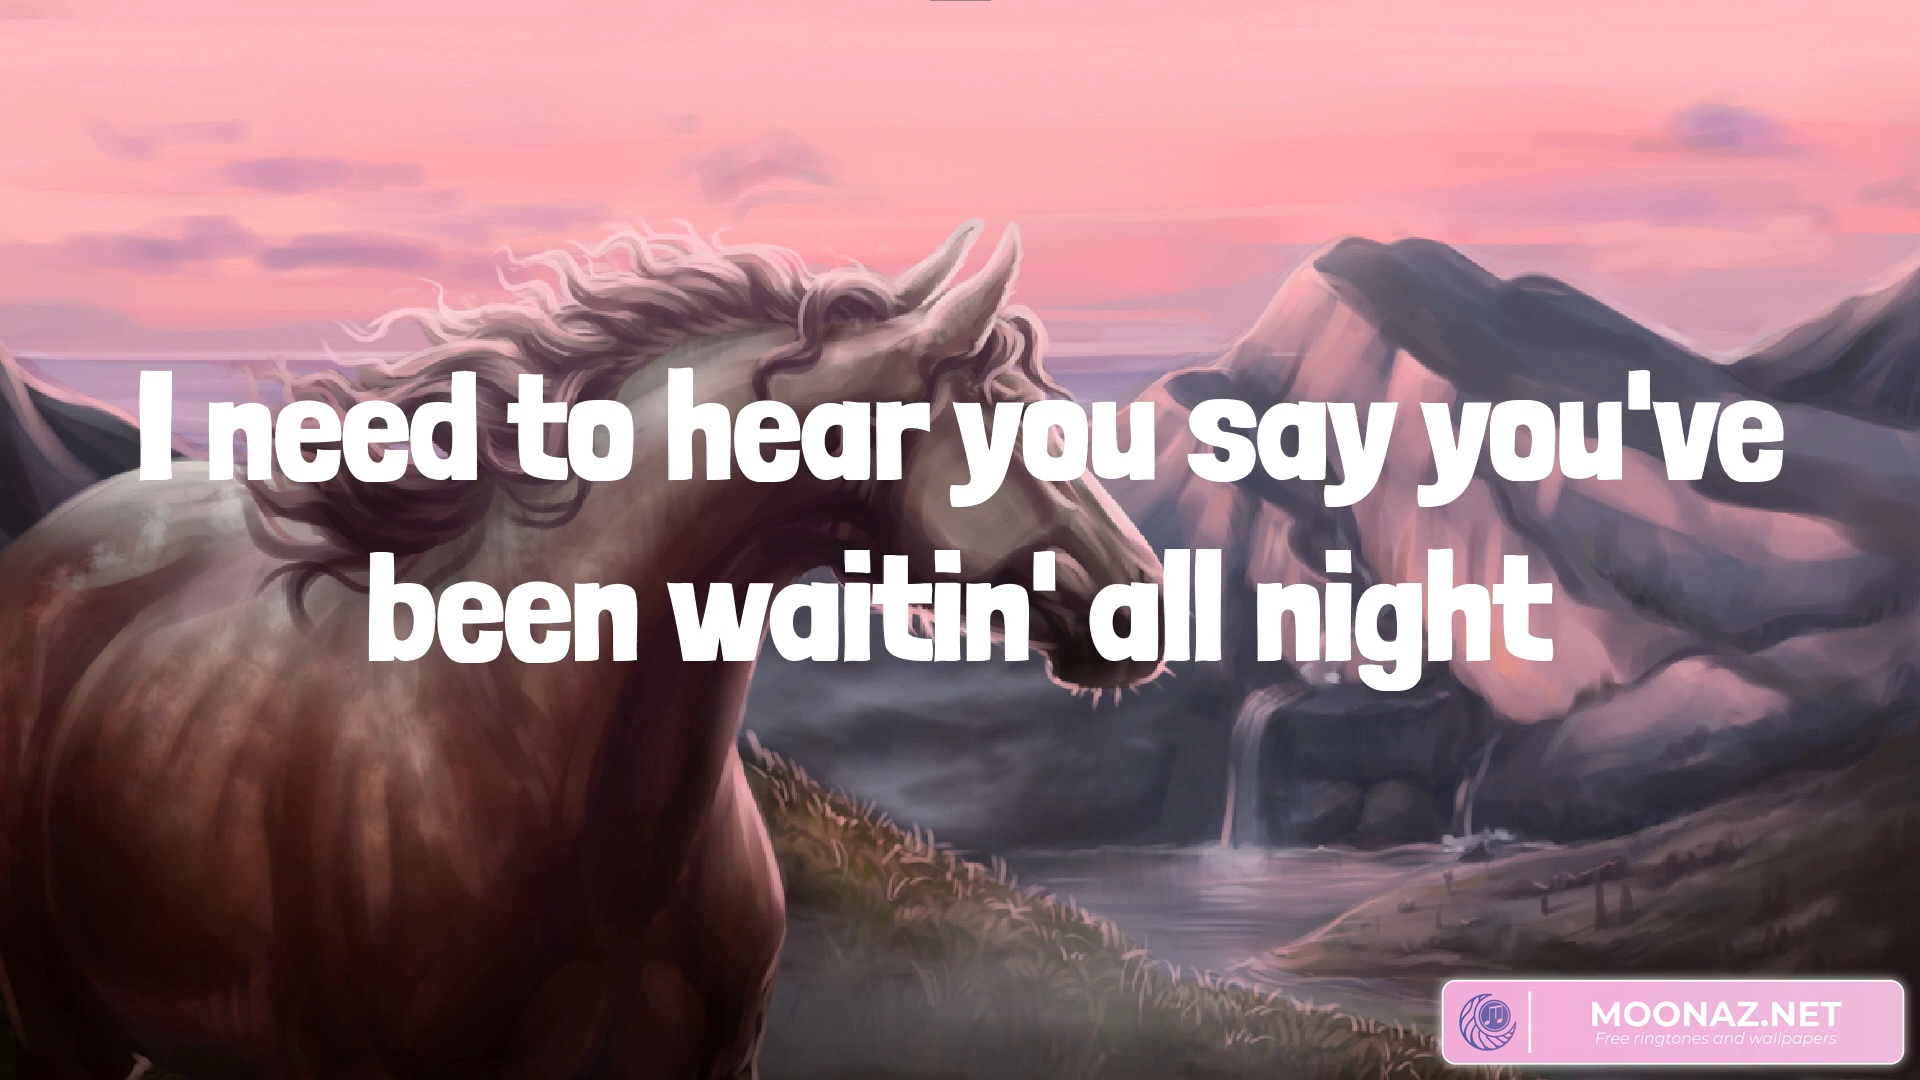 I need to hear you say you've
been waitin' all night
MOONAZ.NET
Free ringtones and wallpapers